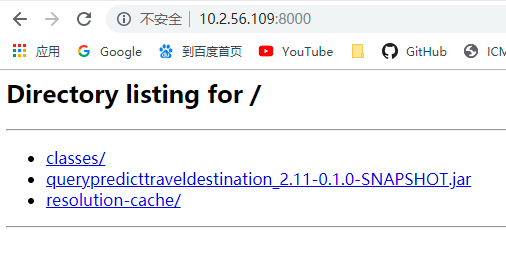 不安全 | 10.2.56.109:8000
应用 Google 到百度首页 YouTube GitHub ICM
Directory listing for /
classes/
querypredicttraveldestination_2.11-0.1.0-SNAPSHOT.jar
resolution-cache/